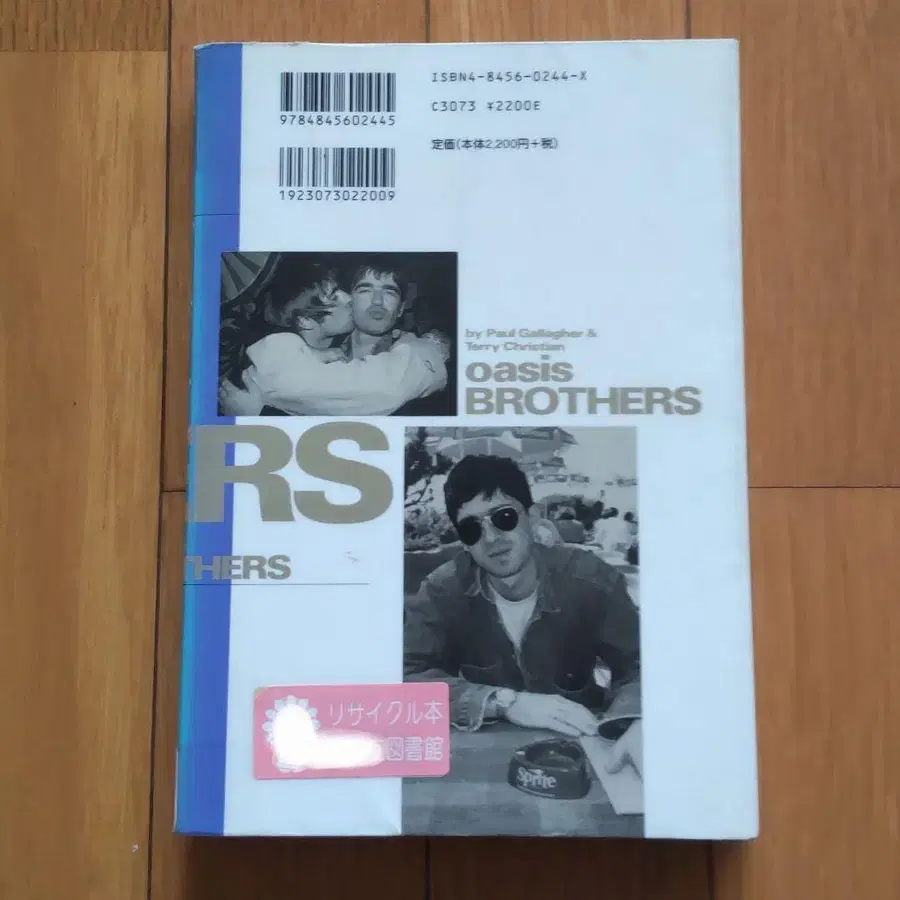 ISBN4-8456-0244-X
9784845602445
C3073 ¥2200E
定価(本体2,200円+税)
1923073022009
by Paul Gallagher &
Terry Christian
oasis
BROTHERS
RS
THERS
リサイクル本
図書館
Sprite